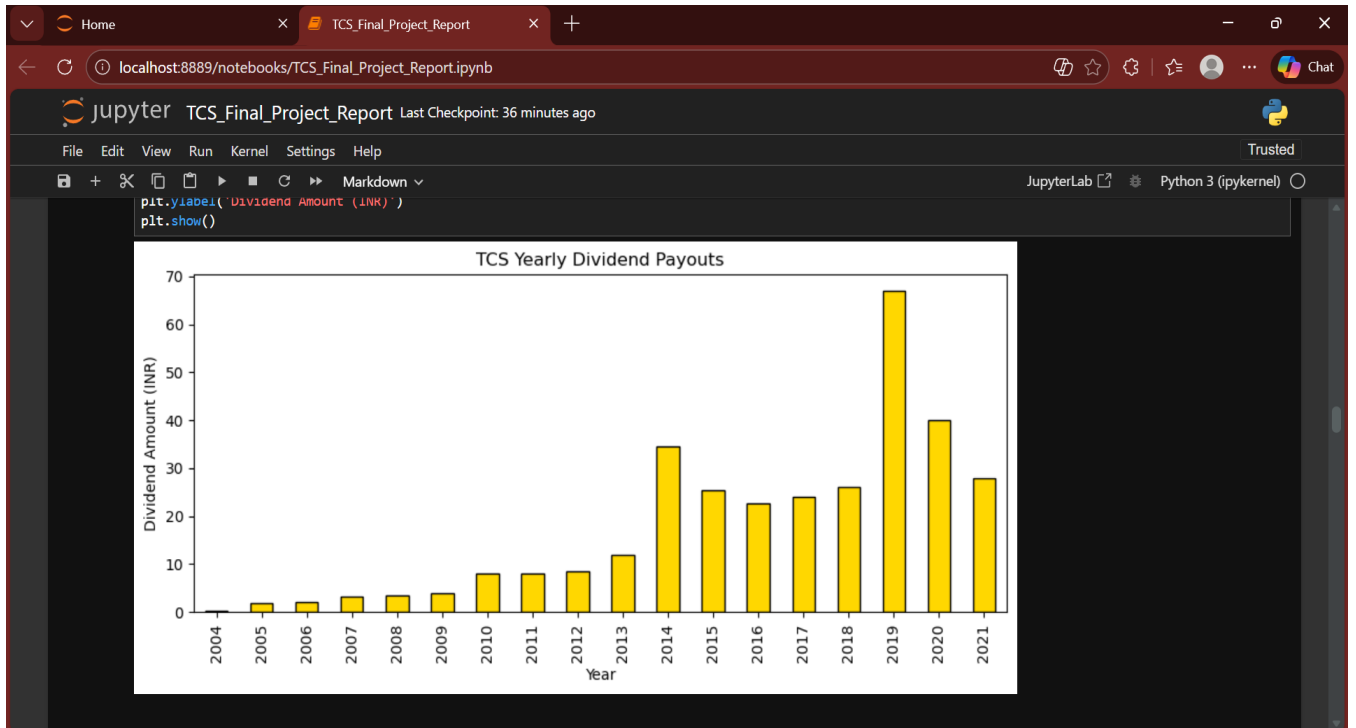 Home
TCS_Final_Project_Report
localhost:8889/notebooks/TCS_Final_Project_Report.ipynb
Chat
jupyter TCS_Final_Project_Report Last Checkpoint: 36 minutes ago
File Edit View Run Kernel Settings Help
Trusted
Markdown
JupyterLab
Python 3 (ipykernel)
plt.ylabel('Dividend Amount (INR)')
plt.show()
TCS Yearly Dividend Payouts
Dividend Amount (INR)
70
60
50
40
30
20
10
0
2004 2005 2006 2007 2008 2009 2010 2011 2012 2013 2014 2015 2016 2017 2018 2019 2020 2021
Year